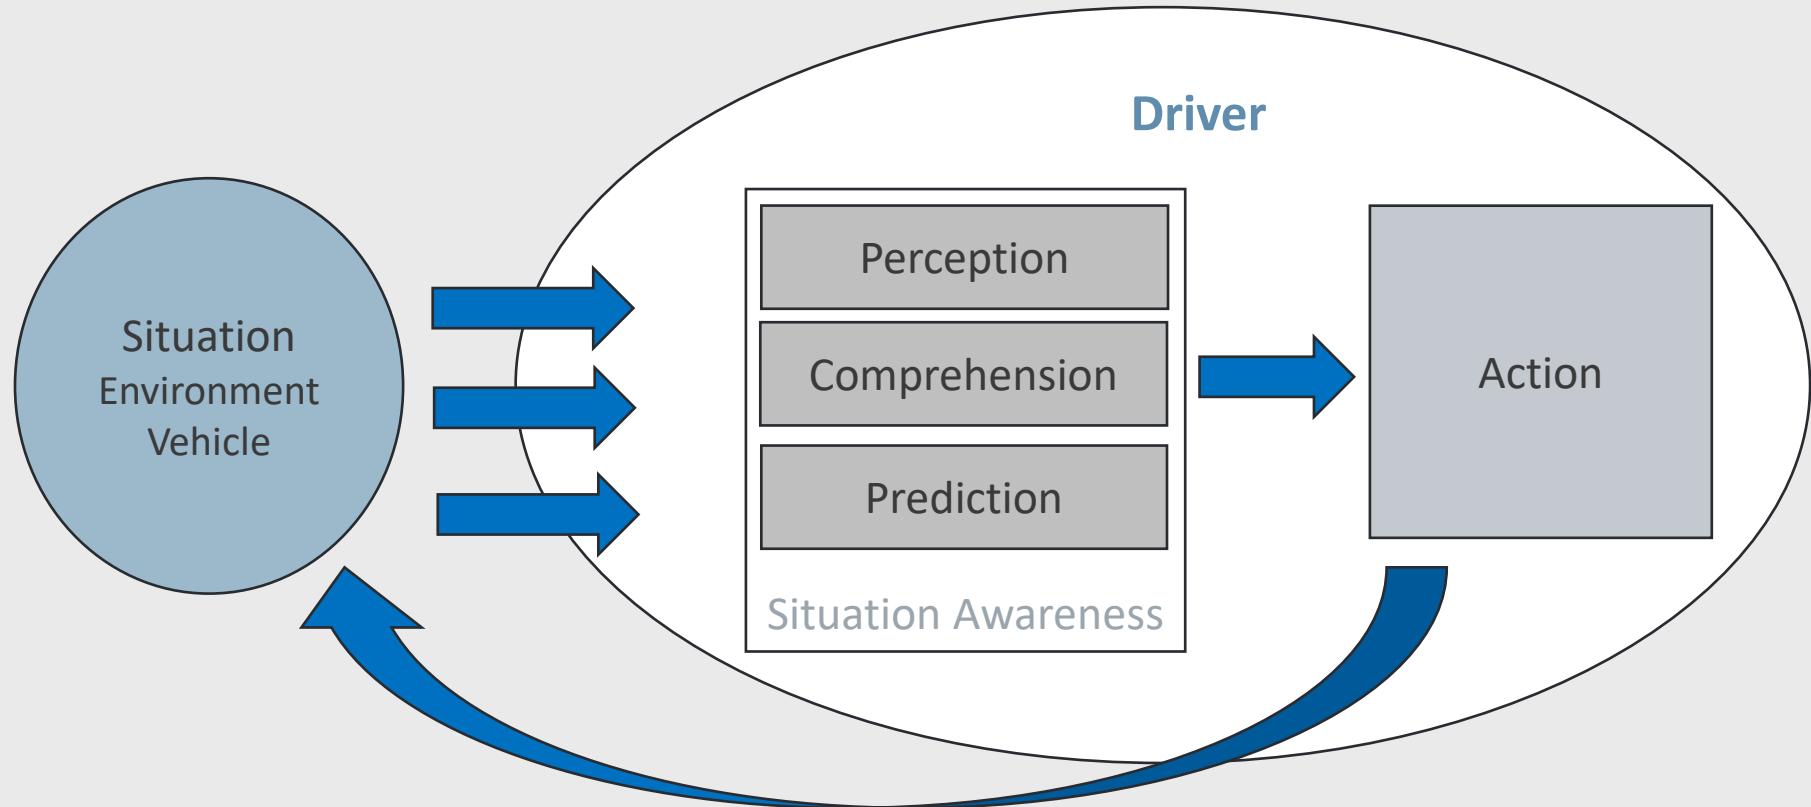 Driver
Situation
Environment
Vehicle
Perception
Comprehension
Prediction
Situation Awareness
Action